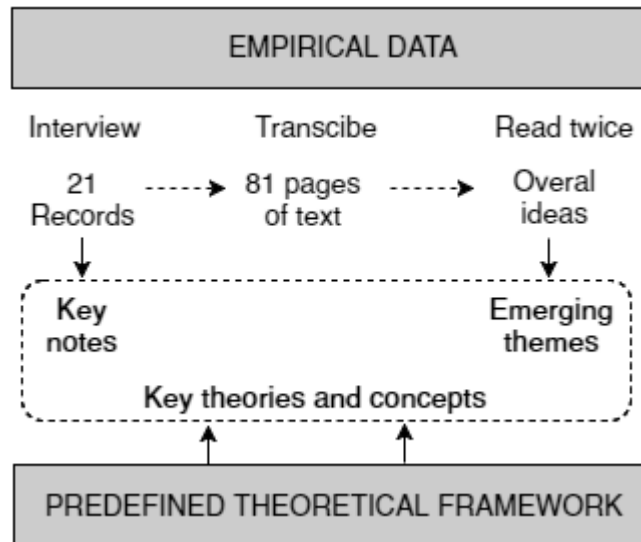 EMPIRICAL DATA
Interview Transcibe Read twice
21 81 pages Overal
Records of text ideas
Key Emerging
notes themes
Key theories and concepts
PREDEFINED THEORETICAL FRAMEWORK